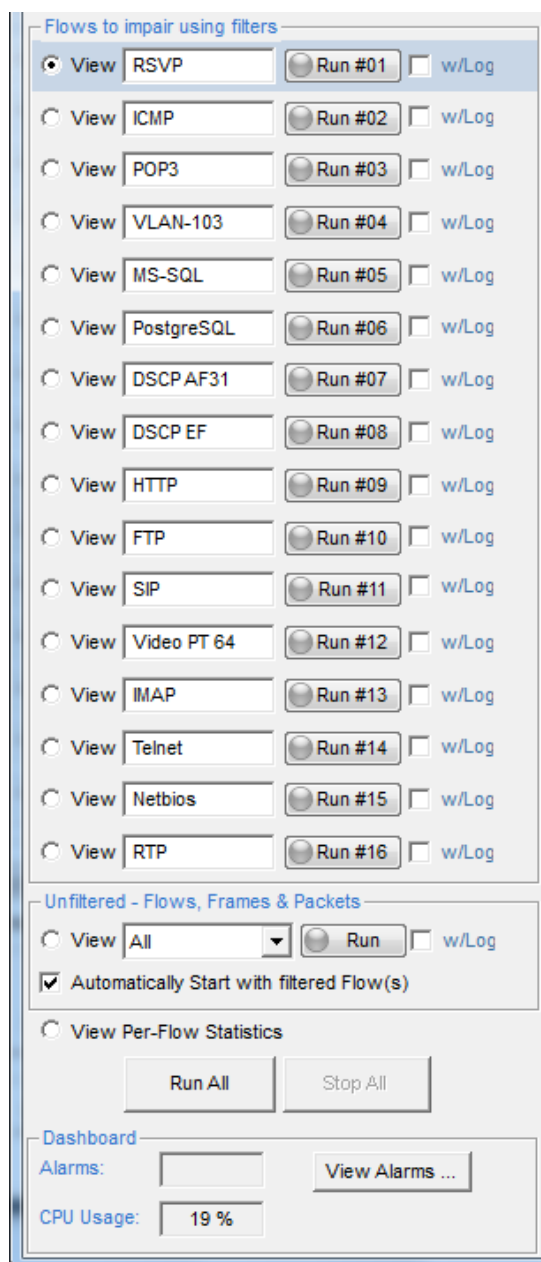 Flows to impair using filters
View RSVP Run #01 w/Log
View ICMP Run #02 w/Log
View POP3 Run #03 w/Log
View VLAN-103 Run #04 w/Log
View MS-SQL Run #05 w/Log
View PostgreSQL Run #06 w/Log
View DSCP AF31 Run #07 w/Log
View DSCP EF Run #08 w/Log
View HTTP Run #09 w/Log
View FTP Run #10 w/Log
View SIP Run #11 w/Log
View Video PT 64 Run #12 w/Log
View IMAP Run #13 w/Log
View Telnet Run #14 w/Log
View Netbios Run #15 w/Log
View RTP Run #16 w/Log
Unfiltered - Flows, Frames & Packets
View All Run w/Log
Automatically Start with filtered Flow(s)
View Per-Flow Statistics
Run All Stop All
Dashboard
Alarms: View Alarms ...
CPU Usage: 19 %